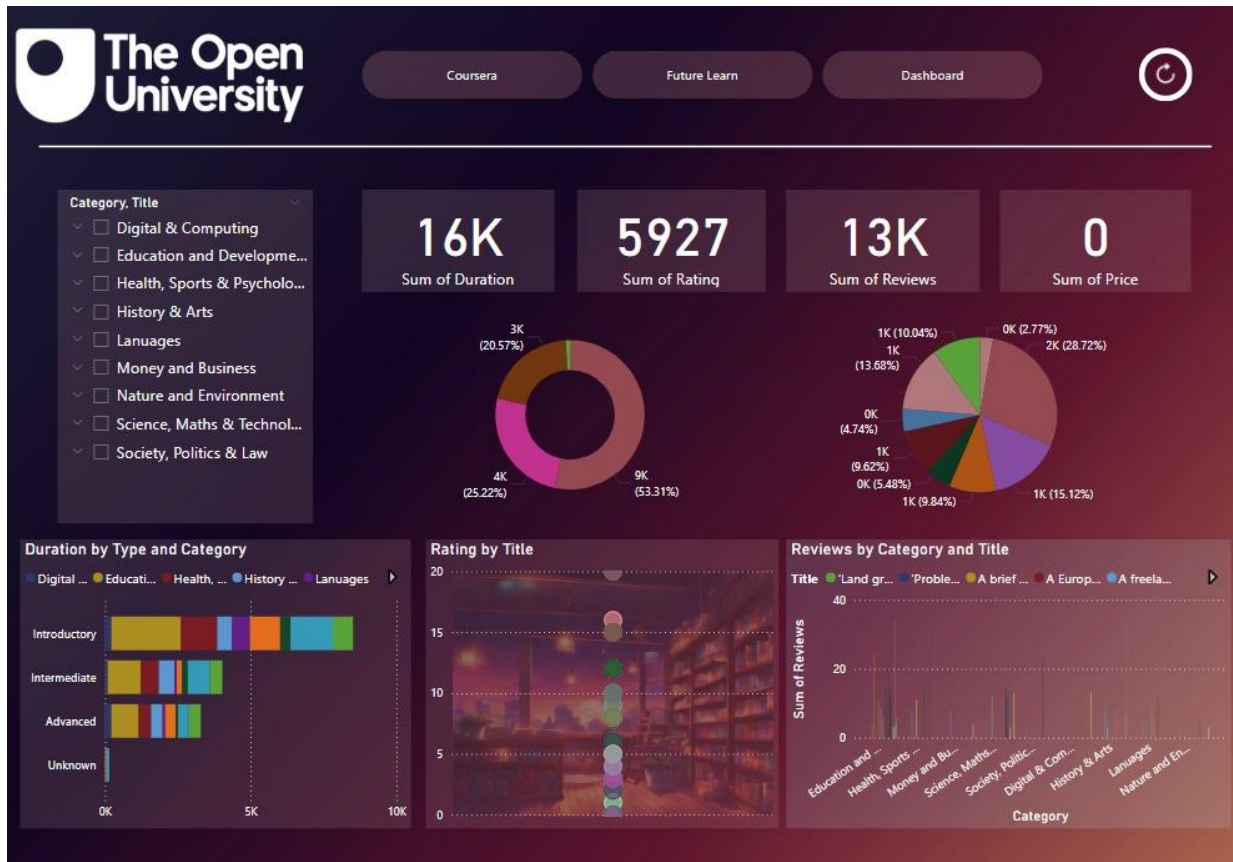 The Open
University
Coursera
Future Learn
Dashboard
Category, Title
Digital & Computing
Education and Developme...
Health, Sports & Psycholo...
History & Arts
Lanuages
Money and Business
Nature and Environment
Science, Maths & Technol...
Society, Politics & Law
16K
Sum of Duration
5927
Sum of Rating
13K
Sum of Reviews
0
Sum of Price
3K
(20.57%)
4K
(25.22%)
9K
(53.31%)
1K (10.04%)
0K (2.77%)
2K (28.72%)
1K
(13.68%)
0K
(4.74%)
1K
(9.62%)
0K (5.48%)
1K (9.84%)
1K (15.12%)
Duration by Type and Category
Digital ... Educati... Health, ... History ... Lanuages
Introductory
Intermediate
Advanced
Unknown
0K 5K 10K
Rating by Title
20
15
10
5
0
Reviews by Category and Title
Title 'Land gr... 'Proble... A brief ... A Europ... A freela...
Sum of Reviews
40
20
0
Education and ...
Health, Sports ...
Money and Bu...
Science, Maths...
Society, Politic...
Digital & Com...
History & Arts
Lanuages
Nature and En...
Category